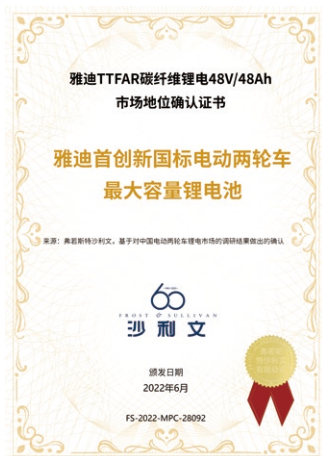 雅迪TTFAR碳纤维锂电48V/48Ah
市场地位确认证书
雅迪首创新国标电动两轮车
最大容量锂电池
来源：弗若斯特沙利文，基于对中国电动两轮车锂电市场的调研结果做出的确认
60
FROST & SULLIVAN
沙利文
颁发日期
2022年6月
FS-2022-MPC-28092